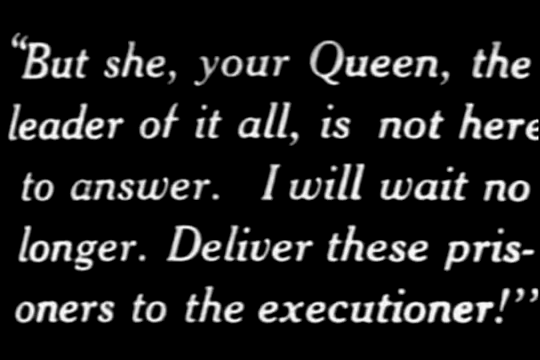 “But she, your Queen, the
leader of it all, is not here
to answer. I will wait no
longer. Deliver these pris-
oners to the executioner!”